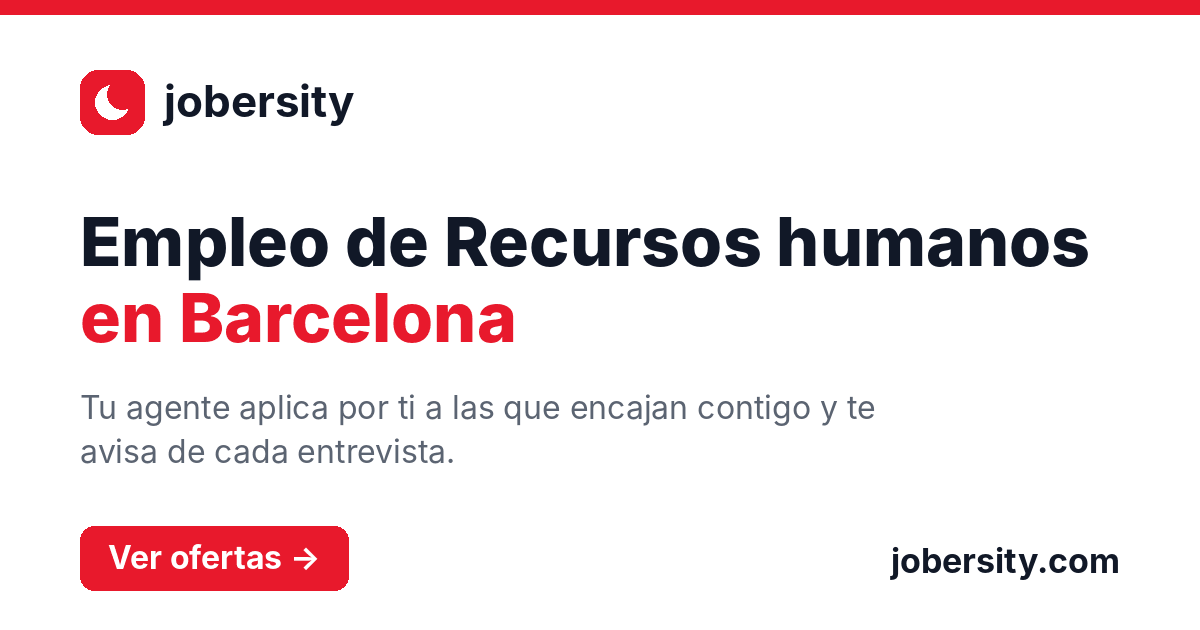 jobersity
Empleo de Recursos humanos
en Barcelona
Tu agente aplica por ti a las que encajan contigo y te
avisa de cada entrevista.
Ver ofertas →
jobersity.com